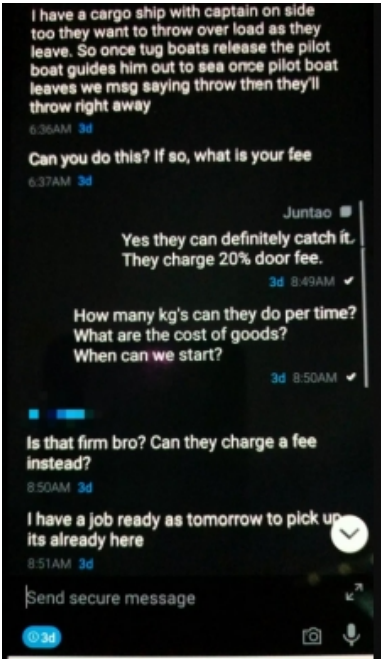 I have a cargo ship with captain on side
too they want to throw over load as they
leave. So once tug boats release the pilot
boat guides him out to sea once pilot boat
leaves we msg saying throw then they'll
throw right away
6:36AM 3d
Can you do this? If so, what is your fee
6:37AM 3d
Juntao
Yes they can definitely catch it.
They charge 20% door fee.
3d 8:49AM
How many kg's can they do per time?
What are the cost of goods?
When can we start?
3d 8:50AM
Is that firm bro? Can they charge a fee
instead?
8:50AM 3d
I have a job ready as tomorrow to pick up
its already here
8:51AM 3d
Send secure message
3d